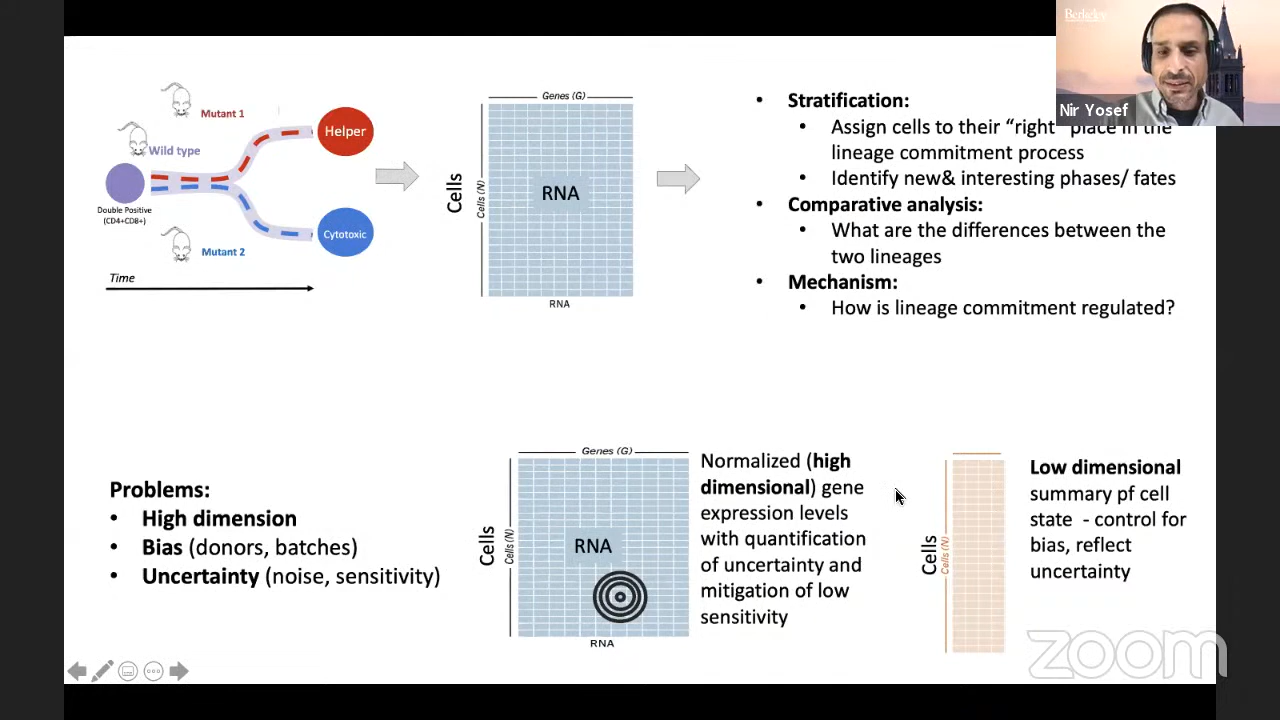 Berkeley
Nir Yosef
Mutant 1
Wild type
Helper
Double Positive
(CD4+CD8+)
Cytotoxic
Mutant 2
Time
Genes (G)
Cells
Cells (N)
RNA
RNA
• Stratification:
• Assign cells to their “right” place in the
lineage commitment process
• Identify new& interesting phases/ fates
• Comparative analysis:
• What are the differences between the
two lineages
• Mechanism:
• How is lineage commitment regulated?
Problems:
• High dimension
• Bias (donors, batches)
• Uncertainty (noise, sensitivity)
Genes (G)
Cells
Cells (N)
RNA
RNA
Normalized (high
dimensional) gene
expression levels
with quantification
of uncertainty and
mitigation of low
sensitivity
Cells
Cells (N)
Low dimensional
summary pf cell
state - control for
bias, reflect
uncertainty
zoom